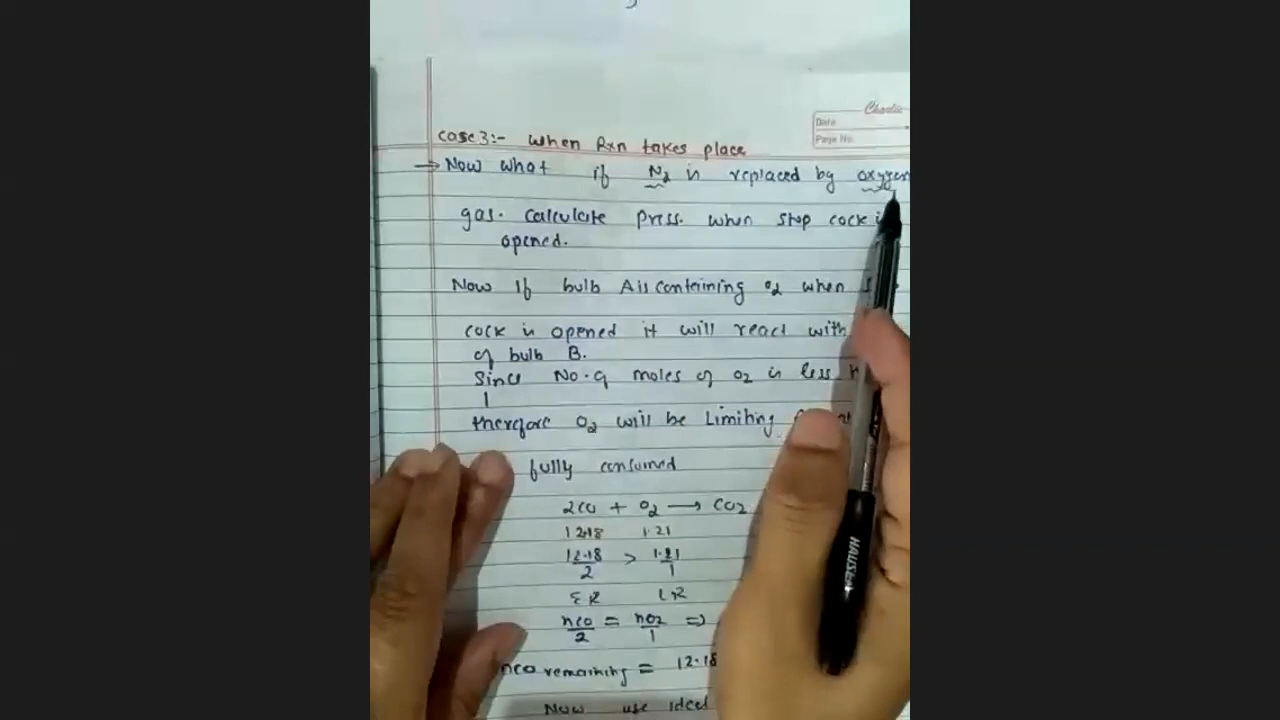 Chadle
Date
Page No.
Case 3:- When Rxn takes place
→ Now what if N2 is replaced by oxygen
gas. Calculate Press. when stop cock is
opened.
Now if bulb A is containing O2 when
cock is opened it will react with
of bulb B.
Since No. of moles of O2 is less
therefore O2 will be Limiting
fully consumed
2CO + O2 → CO2
12.18 1.21
12.18/2 > 1.21/1
ER LR
nCO/2 = nO2/1 ⇒
nCO remaining = 12.18
Now use ideal
HAUSER